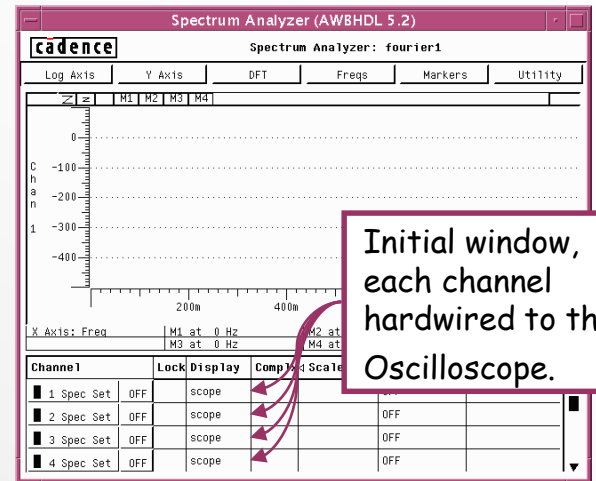 Spectrum Analyzer (AWBHDL 5.2)
cadence Spectrum Analyzer: fourier1
Log Axis Y Axis DFT Freqs Markers Utility
Z z M1 M2 M3 M4
0
-100
-200
-300
-400
Chan 1
200m 400m
Initial window,
each channel
hardwired to th
Oscilloscope.
X Axis: Freq M1 at 0 Hz M2 at
M3 at 0 Hz M4 at
Channel Lock Display Scale
1 Spec Set OFF scope OFF
2 Spec Set OFF scope OFF
3 Spec Set OFF scope OFF
4 Spec Set OFF scope OFF